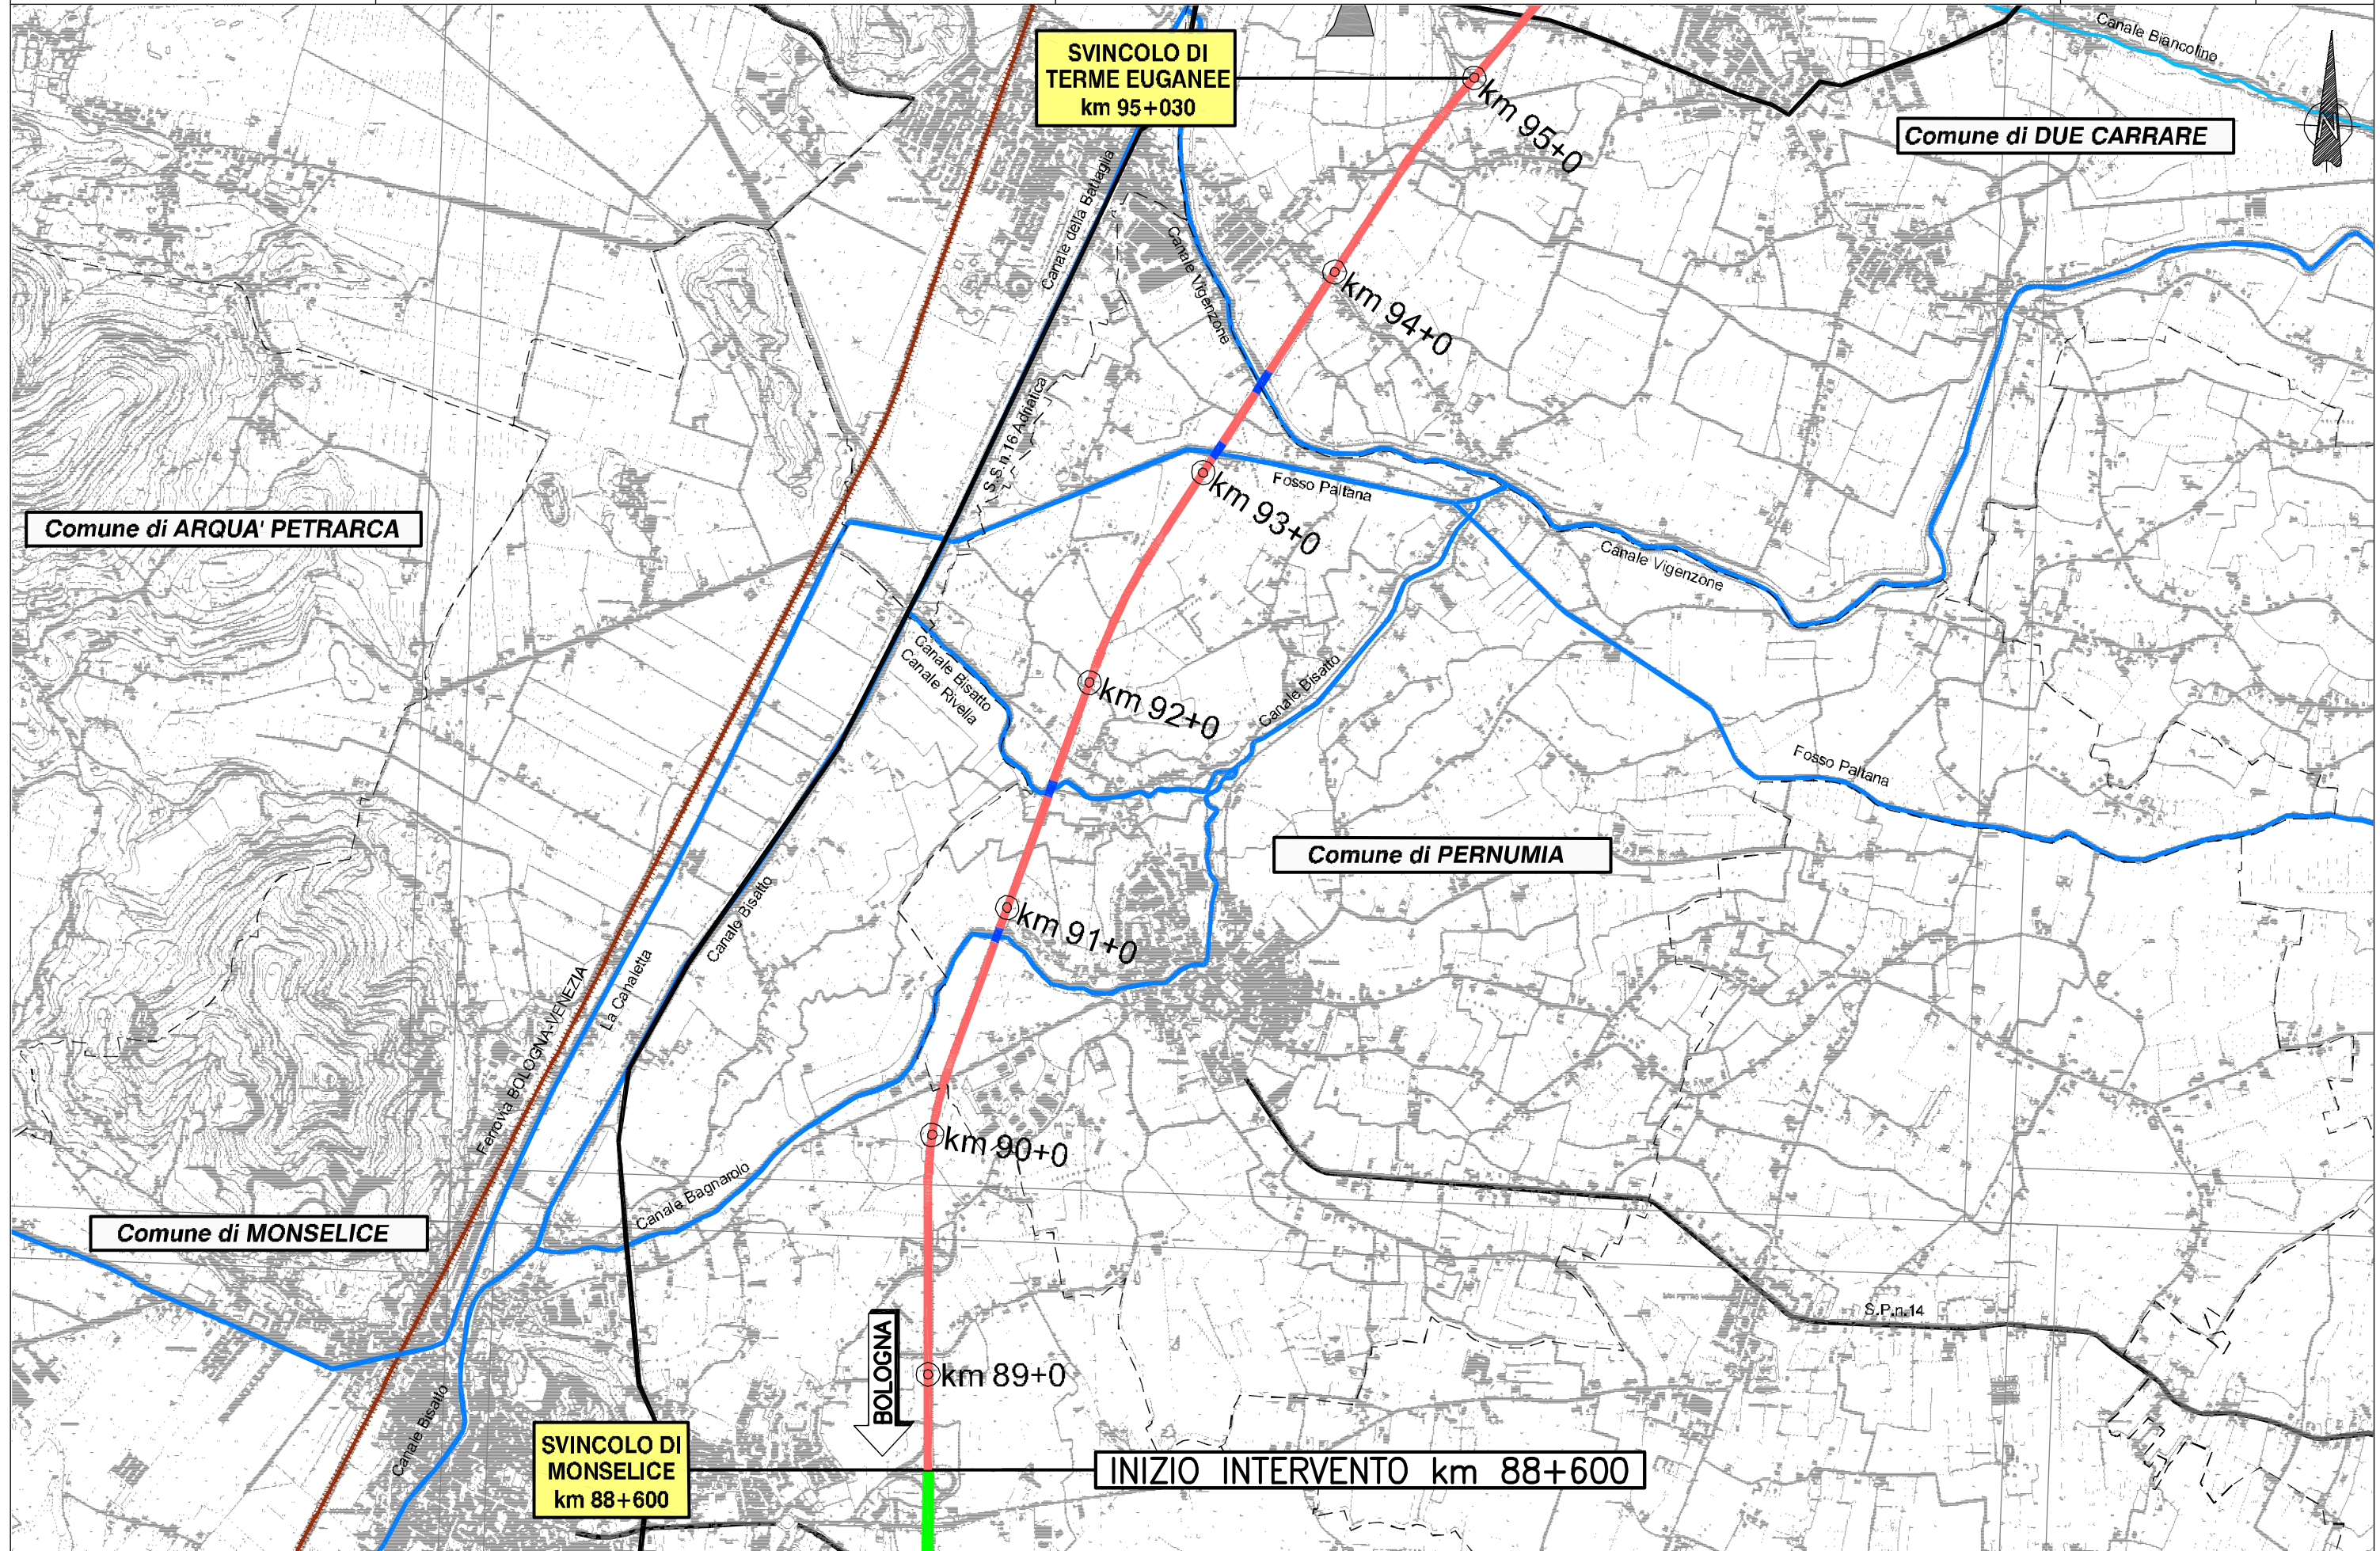 Canale Biancolino
SVINCOLO DI
TERME EUGANEE
km 95+030
km 95+0
Comune di DUE CARRARE
N
Canale della Battaglia
Canale Vigenzone
km 94+0
S.S.n.16 Adriatica
Fosso Paltana
km 93+0
Comune di ARQUA' PETRARCA
Canale Vigenzone
Canale Bisatto
Canale Rivella
km 92+0
Canale Bisatto
Fosso Paltana
Comune di PERNUMIA
Canale Bisatto
km 91+0
La Canaletta
Ferrovia BOLOGNA-VENEZIA
km 90+0
Canale Bagnarolo
Comune di MONSELICE
S.P.n.14
BOLOGNA
km 89+0
Canale Bisatto
SVINCOLO DI
MONSELICE
km 88+600
INIZIO INTERVENTO km 88+600